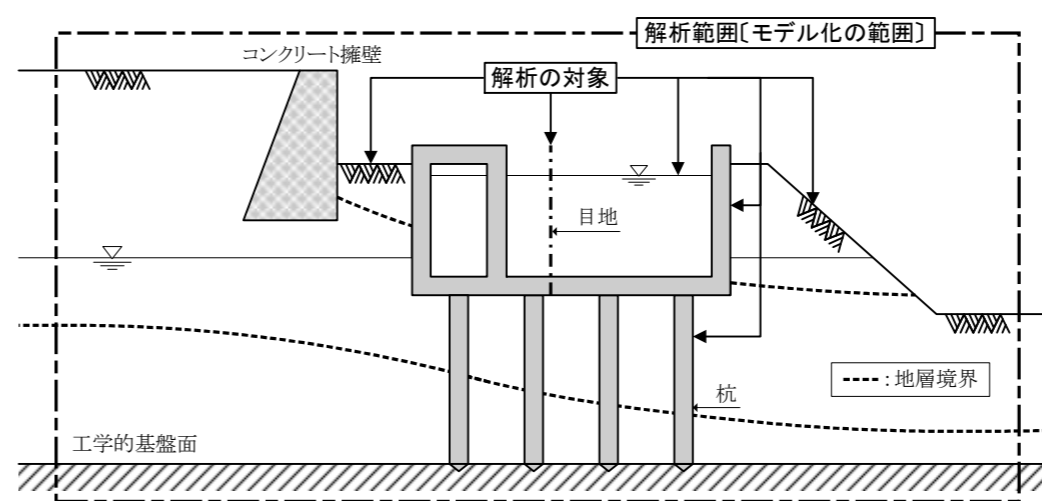 解析範囲〔モデル化の範囲〕
コンクリート擁壁
解析の対象
目地
杭
:地層境界
工学的基盤面